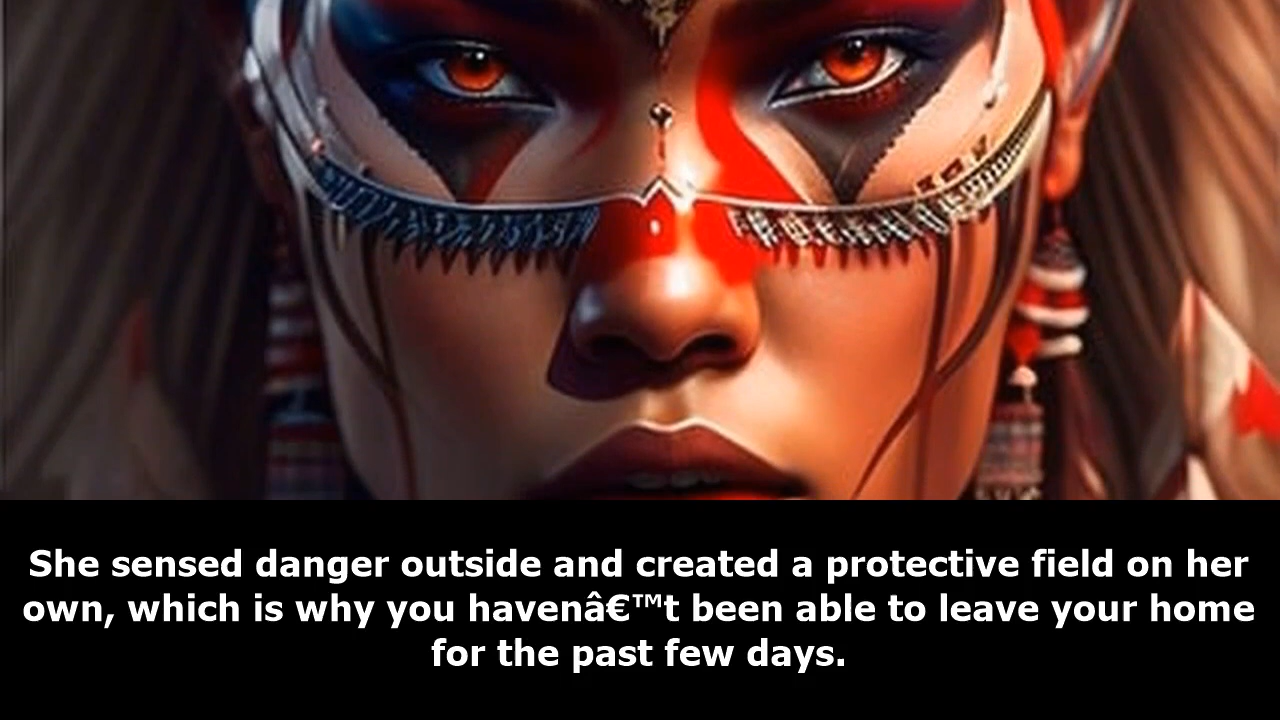 She sensed danger outside and created a protective field on her
own, which is why you havenâ€™t been able to leave your home
for the past few days.